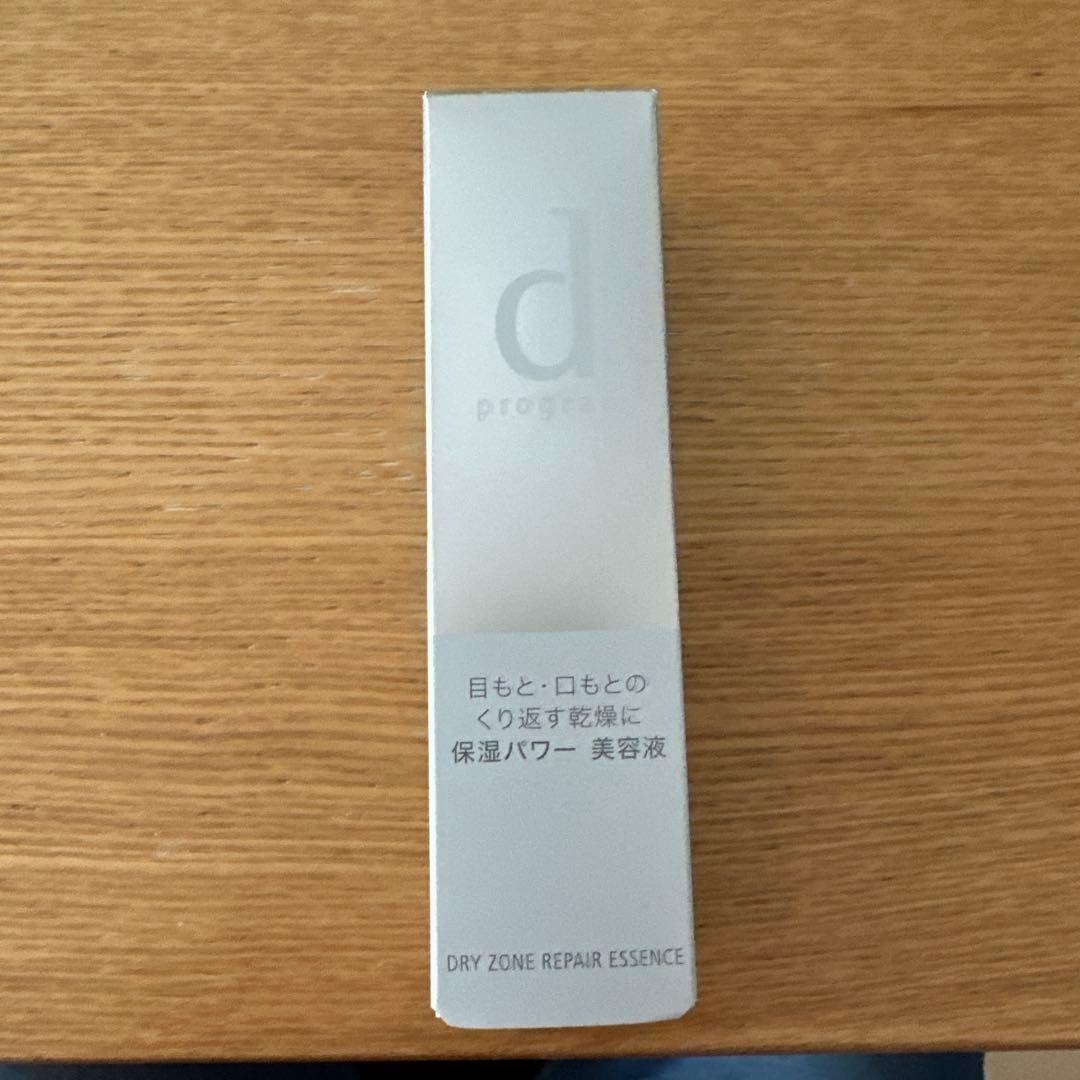 d
program
目もと・口もとの
くり返す乾燥に
保湿パワー 美容液
DRY ZONE REPAIR ESSENCE